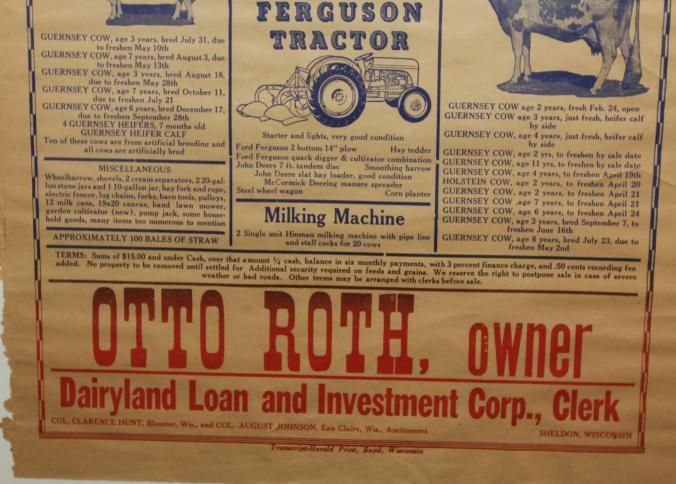 GUERNSEY COW, age 3 years, bred July 31, due
to freshen May 10th
GUERNSEY COW, age 7 years, bred August 3, due
to freshen May 13th
GUERNSEY COW, age 3 years, bred August 18,
due to freshen May 28th
GUERNSEY COW, age 7 years, bred October 11,
due to freshen July 21
GUERNSEY COW, age 6 years, bred December 17,
due to freshen September 28th
4 GUERNSEY HEIFERS, 7 months old
GUERNSEY HEIFER CALF
Ten of these cows are from artificial breeding and
all cows are artificially bred
MISCELLANEOUS
Wheelbarrow, shovels, 2 cream separators, 2 20-gal-
lon stone jars and 1 10-gallon jar, hay fork and rope,
electric fencer, log chains, forks, barn tools, pulleys,
12 milk cans, 19x20 canvas, hand lawn mower,
garden cultivator (new), pump jack, some house-
hold goods, many items too numerous to mention
APPROXIMATELY 100 BALES OF STRAW
FERGUSON
TRACTOR
Starter and lights, very good condition
Ford Ferguson 2 bottom 14" plow Hay tedder
Ford Ferguson quack digger & cultivator combination
John Deere 7 ft. tandem disc Smoothing harrow
John Deere slat hay loader, good condition
McCormick Deering manure spreader
Steel wheel wagon Corn planter
Milking Machine
2 Single unit Hinman milking machine with pipe line
and stall cocks for 20 cows
GUERNSEY COW age 2 years, fresh Feb. 24, open
GUERNSEY COW age 3 years, just fresh, heifer calf
by side
GUERNSEY COW age 4 years, just fresh, heifer calf
by side
GUERNSEY COW, age 2 yrs, to freshen by sale date
GUERNSEY COW, age 11 yrs, to freshen by sale date
GUERNSEY COW, age 4 years, to freshen April 19th
HOLSTEIN COW, age 2 years, to freshen April 20
GUERNSEY COW, age 2 years, to freshen April 21
GUERNSEY COW, age 7 years, to freshen April 21
GUERNSEY COW, age 6 years, to freshen April 24
GUERNSEY COW, age 3 years, bred September 7, to
freshen June 16th
GUERNSEY COW, age 6 years, bred July 23, due to
freshen May 2nd
TERMS: Sums of $15.00 and under Cash, over that amount ¼ cash, balance in six monthly payments, with 3 percent finance charge, and .50 cents recording fee
added. No property to be removed until settled for Additional security required on feeds and grains. We reserve the right to postpone sale in case of severe
weather or bad roads. Other terms may be arranged with clerks before sale.
OTTO ROTH, owner
Dairyland Loan and Investment Corp., Clerk
COL. CLARENCE HUNT, Bloomer, Wis., and COL. AUGUST JOHNSON, Eau Claire, Wis., Auctioneers SHELDON, WISCONSIN
Transcript-Herald Print, Boyd, Wisconsin